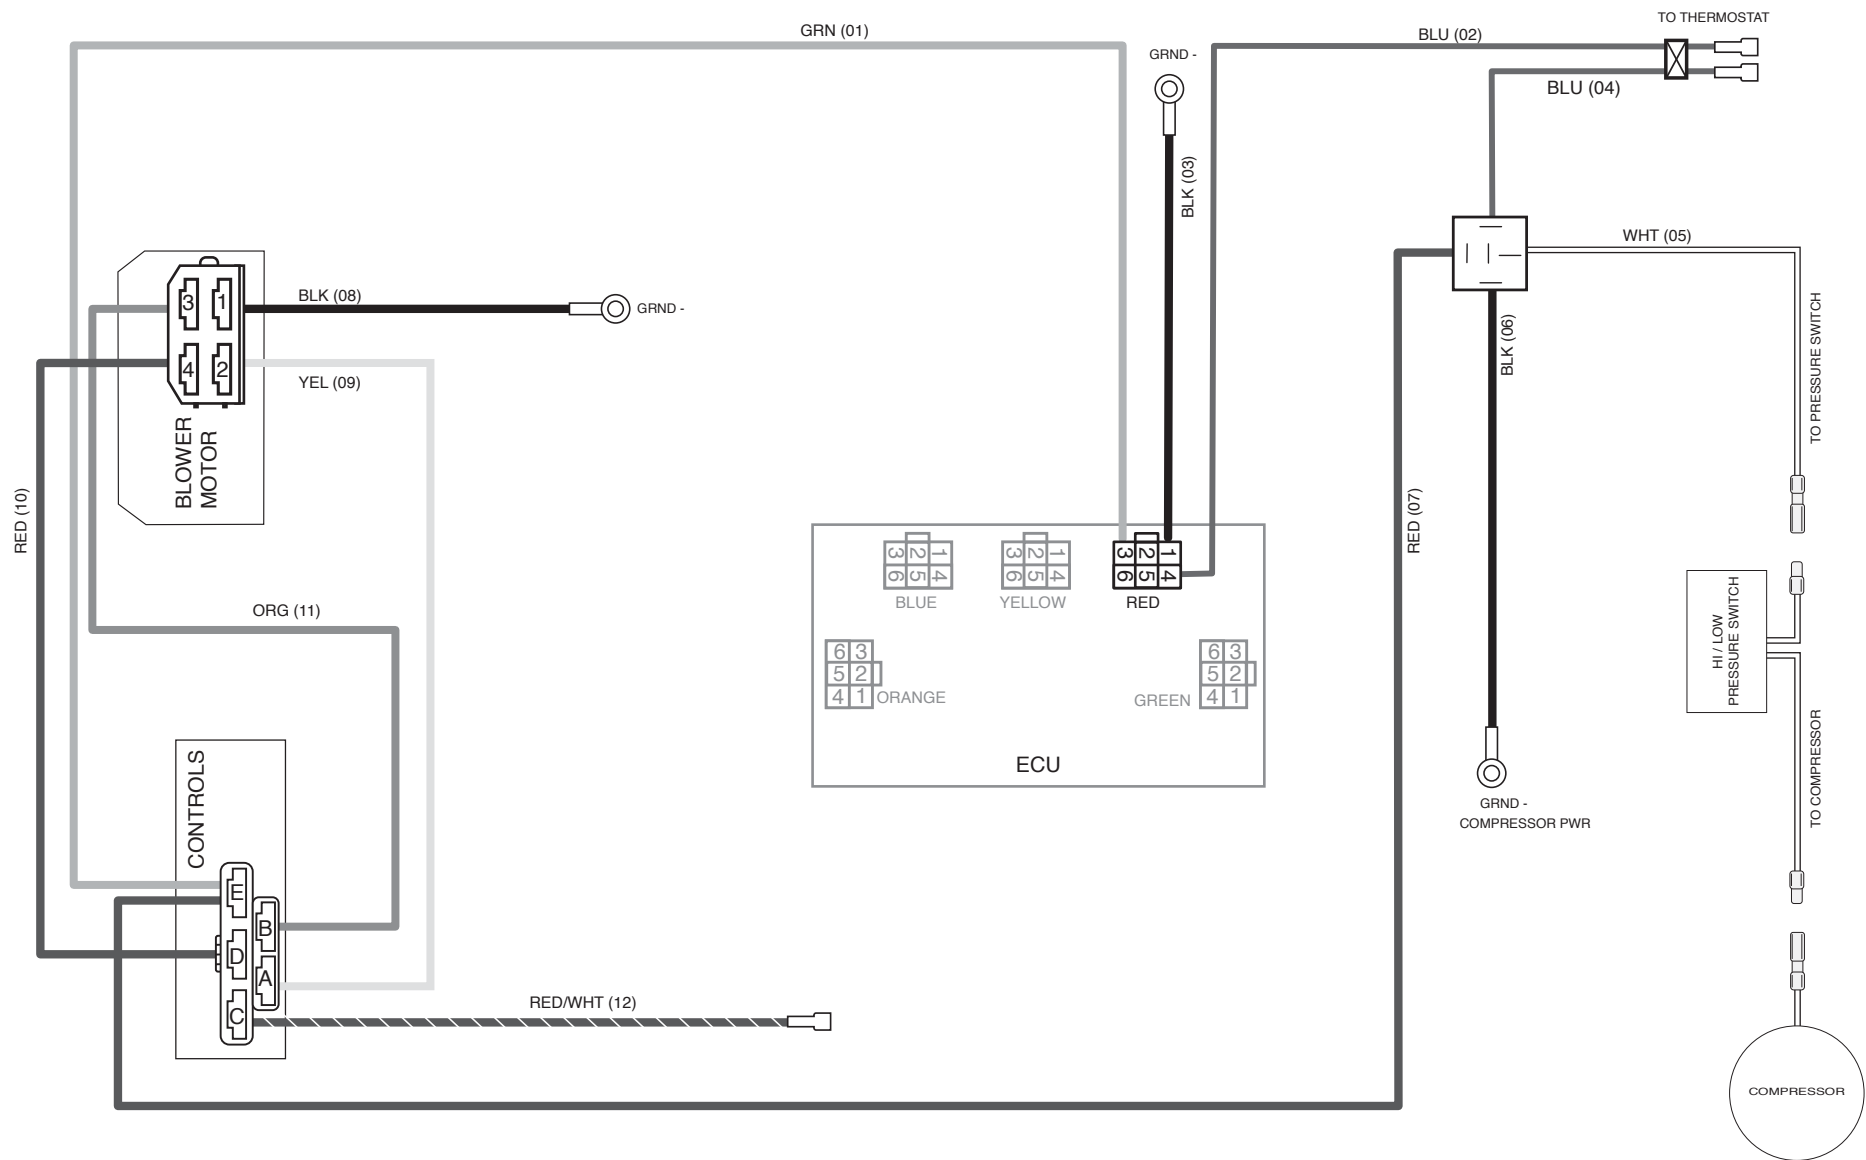 TO THERMOSTAT
GRN (01)
BLU (02)
GRND -
BLU (04)
BLK (03)
WHT (05)
3 1
BLK (08)
GRND -
4 2
YEL (09)
BLOWER
MOTOR
BLK (06)
TO PRESSURE SWITCH
RED (10)
RED (07)
3 2 1
6 5 4
BLUE
3 2 1
6 5 4
YELLOW
3 2 1
6 5 4
RED
ORG (11)
6 3
5 2
4 1
ORANGE
6 3
5 2
4 1
GREEN
ECU
HI / LOW
PRESSURE SWITCH
TO COMPRESSOR
GRND -
COMPRESSOR PWR
CONTROLS
E
B
D
A
C
RED/WHT (12)
COMPRESSOR